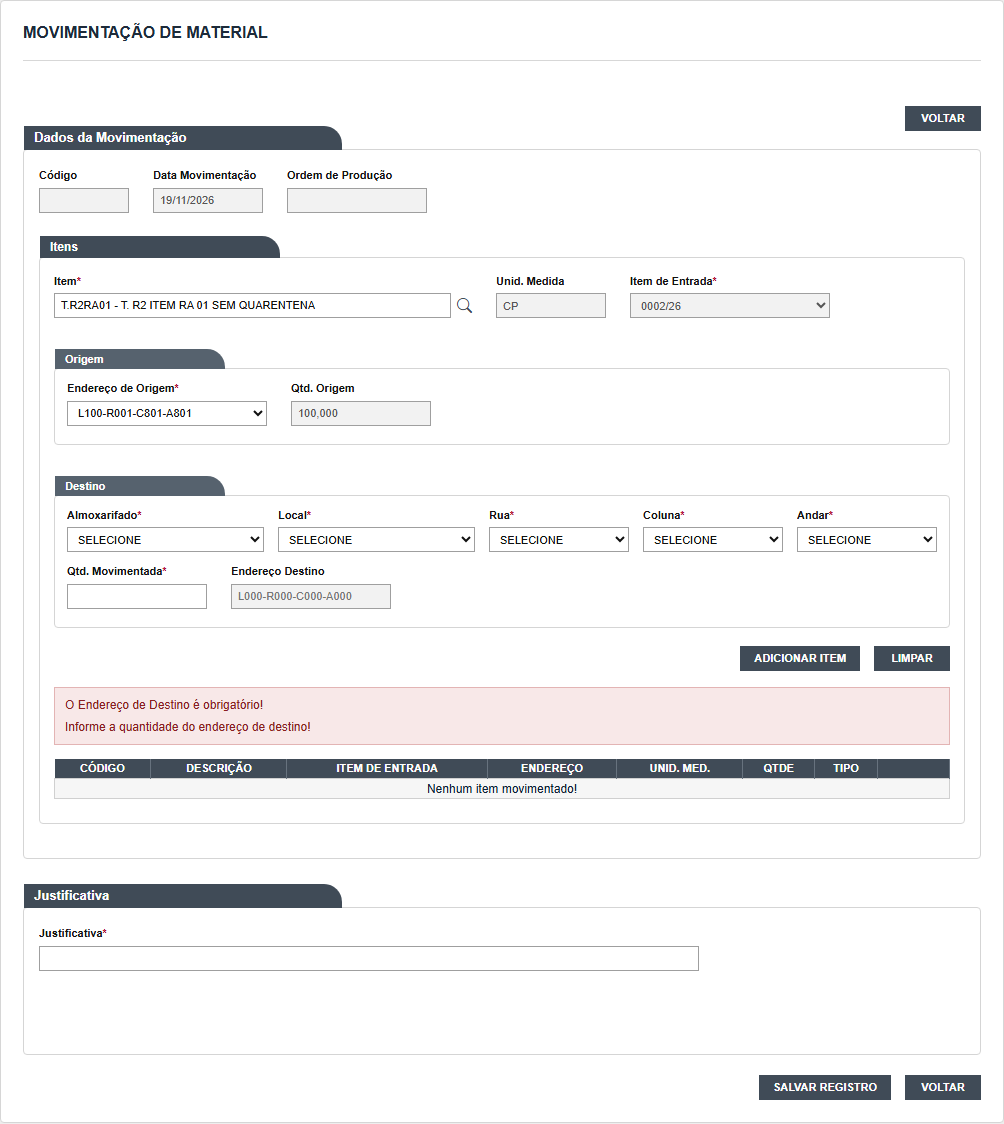 MOVIMENTAÇÃO DE MATERIAL
VOLTAR
Dados da Movimentação
Código Data Movimentação Ordem de Produção
19/11/2026
Itens
Item* Unid. Medida Item de Entrada*
T.R2RA01 - T. R2 ITEM RA 01 SEM QUARENTENA CP 0002/26
Origem
Endereço de Origem* Qtd. Origem
L100-R001-C801-A801 100,000
Destino
Almoxarifado* Local* Rua* Coluna* Andar*
SELECIONE SELECIONE SELECIONE SELECIONE SELECIONE
Qtd. Movimentada* Endereço Destino
L000-R000-C000-A000
ADICIONAR ITEM LIMPAR
O Endereço de Destino é obrigatório!
Informe a quantidade do endereço de destino!
CÓDIGO DESCRIÇÃO ITEM DE ENTRADA ENDEREÇO UNID. MED. QTDE TIPO
Nenhum item movimentado!
Justificativa
Justificativa*
SALVAR REGISTRO VOLTAR